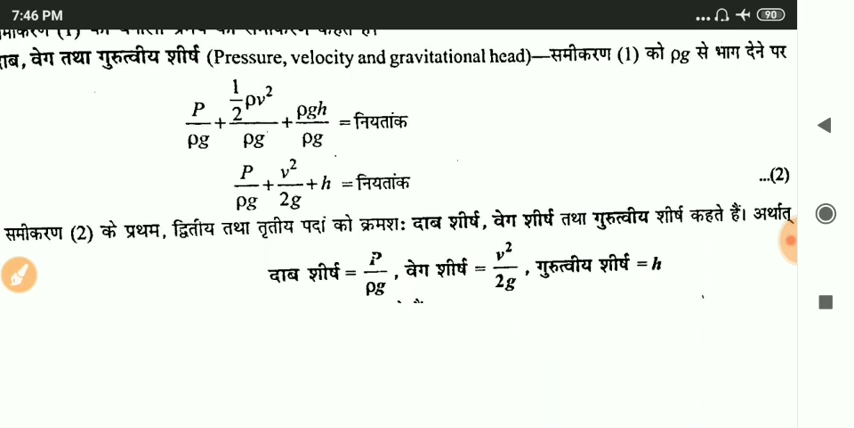 7:46 PM
90
दाब, वेग तथा गुरुत्वीय शीर्ष (Pressure, velocity and gravitational head)—समीकरण (1) को ρg से भाग देने पर
P/ρg + (1/2 ρv²)/ρg + ρgh/ρg = नियतांक
P/ρg + v²/2g + h = नियतांक ...(2)
समीकरण (2) के प्रथम, द्वितीय तथा तृतीय पदों को क्रमशः दाब शीर्ष, वेग शीर्ष तथा गुरुत्वीय शीर्ष कहते हैं। अर्थात्
दाब शीर्ष = P/ρg , वेग शीर्ष = v²/2g , गुरुत्वीय शीर्ष = h